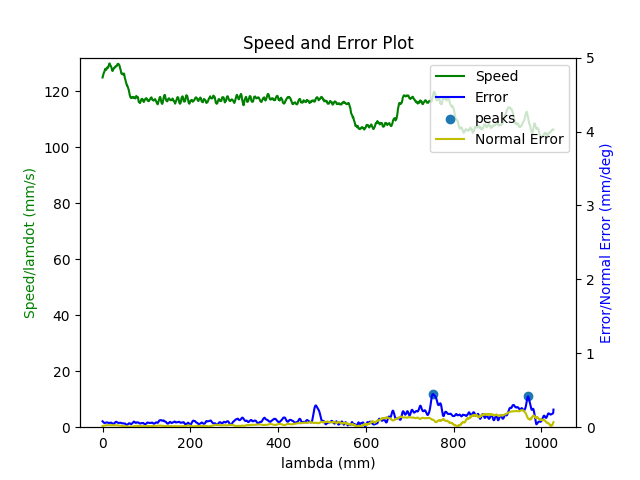 Speed and Error Plot
Speed
Error
peaks
Normal Error
Speed/lamdot (mm/s)
120
100
80
60
40
20
0
5
4
3
2
1
0
Error/Normal Error (mm/deg)
0 200 400 600 800 1000
lambda (mm)